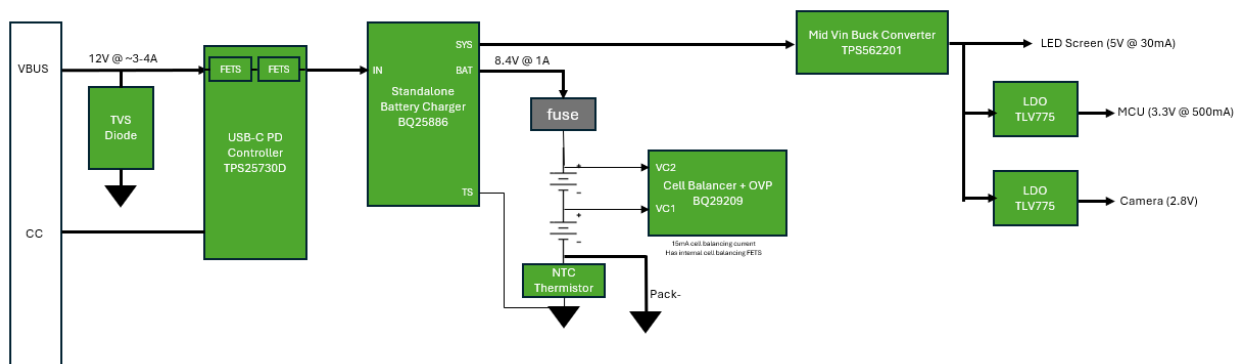 VBUS
12V @ ~3-4A
TVS
Diode
CC
FETS
FETS
USB-C PD
Controller
TPS25730D
IN
SYS
BAT
TS
Standalone
Battery Charger
BQ25886
8.4V @ 1A
fuse
+
-
+
-
VC2
VC1
Cell Balancer + OVP
BQ29209
15mA cell balancing current
Has internal cell balancing FETS
NTC
Thermistor
Pack-
Mid Vin Buck Converter
TPS562201
LED Screen (5V @ 30mA)
LDO
TLV775
MCU (3.3V @ 500mA)
LDO
TLV775
Camera (2.8V)